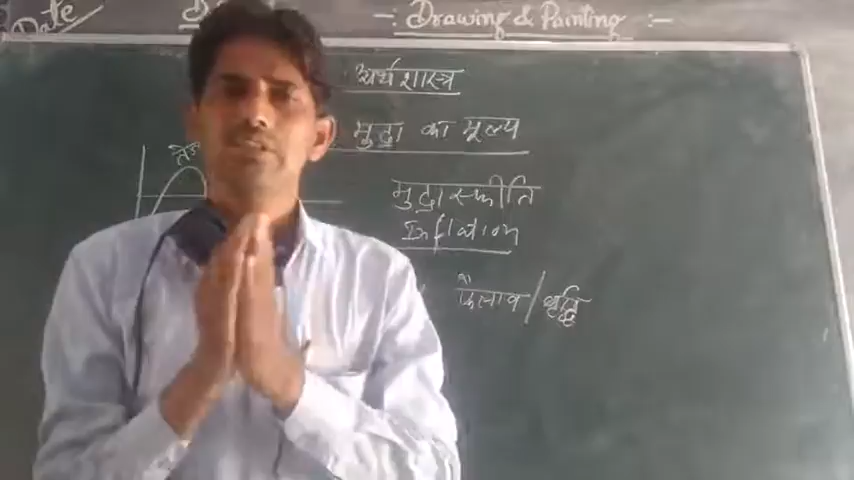 Date
:- Drawing & Painting :-
अर्थशास्त्र
मुद्रा का मूल्य
मुद्रास्फीति
Inflation
फैलाव/वृद्धि